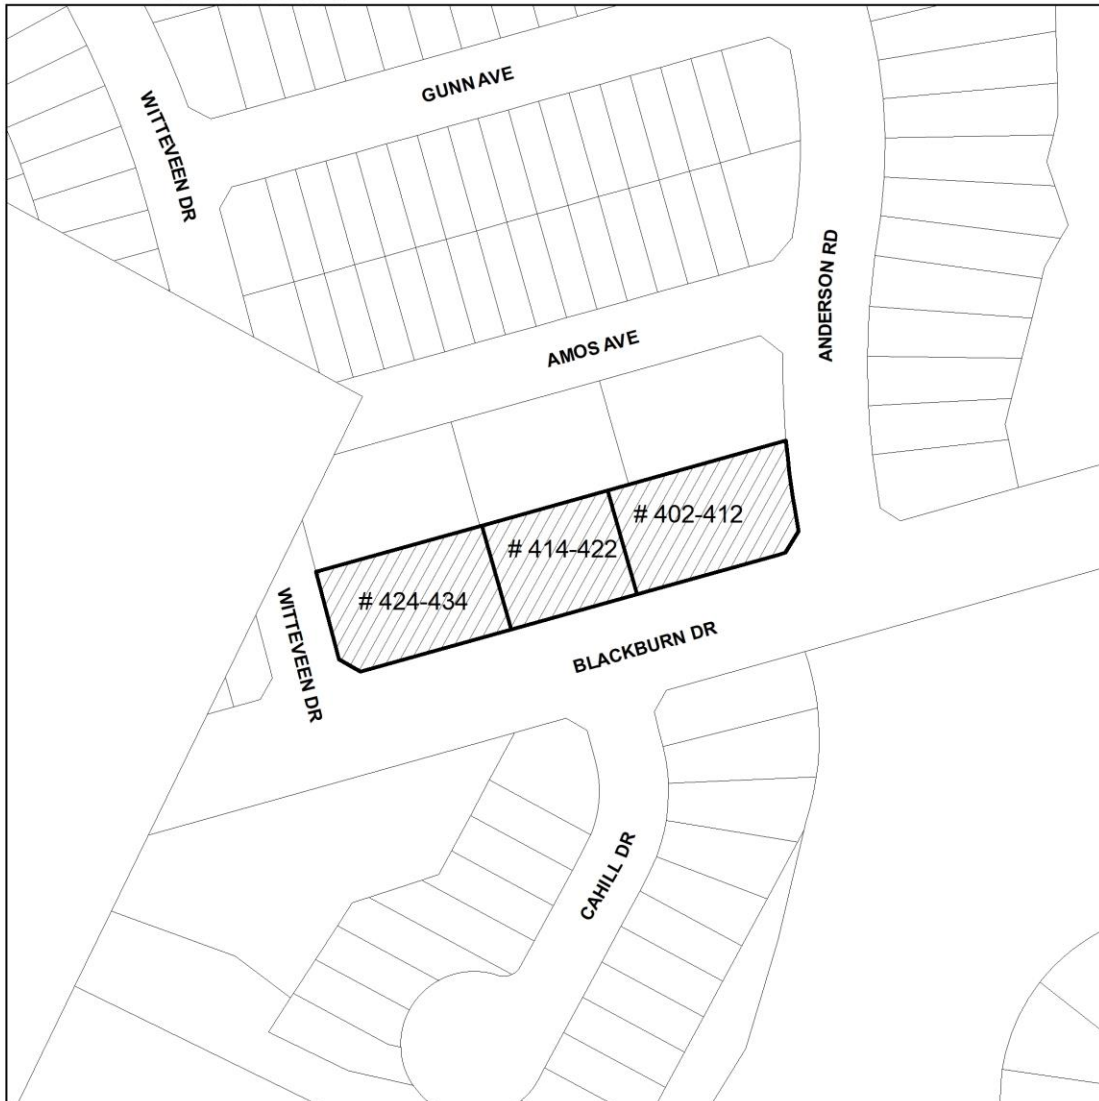 GUNN AVE
WITTEVEEN DR
ANDERSON RD
AMOS AVE
# 402-412
# 414-422
# 424-434
WITTEVEEN DR
BLACKBURN DR
CAHILL DR